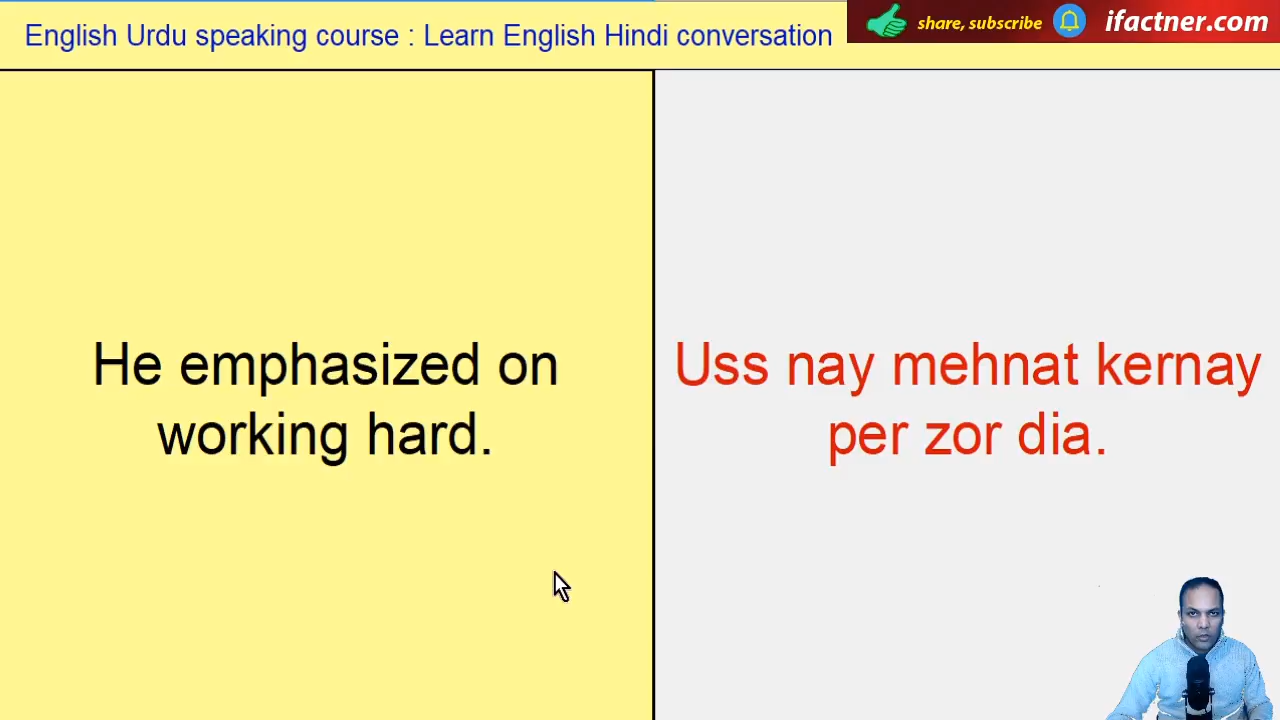 English Urdu speaking course : Learn English Hindi conversation
share, subscribe
ifactner.com
He emphasized on
working hard.
Uss nay mehnat kernay
per zor dia.